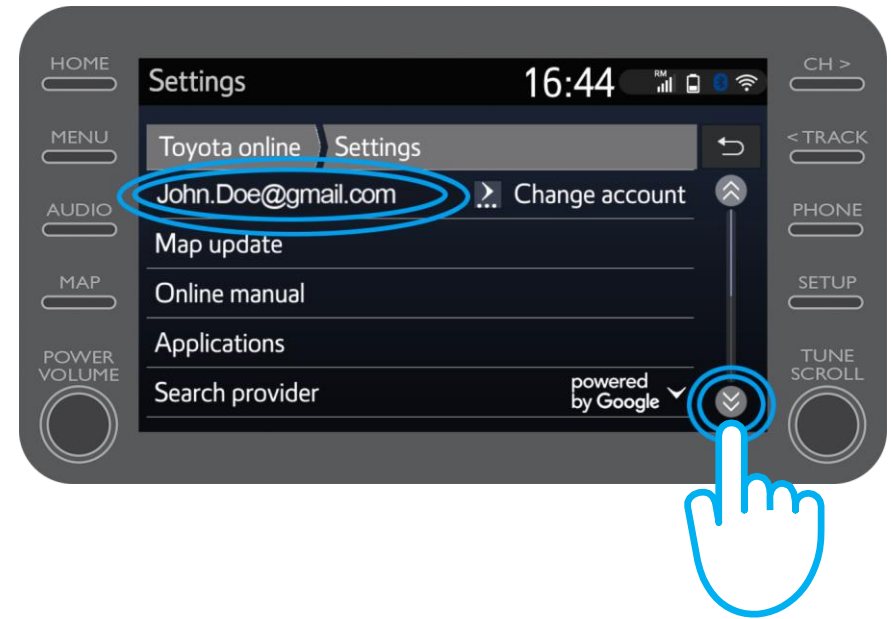 HOME
CH >
Settings 16:44 RM
MENU
< TRACK
Toyota online Settings
John.Doe@gmail.com Change account
AUDIO
PHONE
Map update
MAP
Online manual
SETUP
Applications
POWER
VOLUME
TUNE
SCROLL
Search provider
powered
by Google